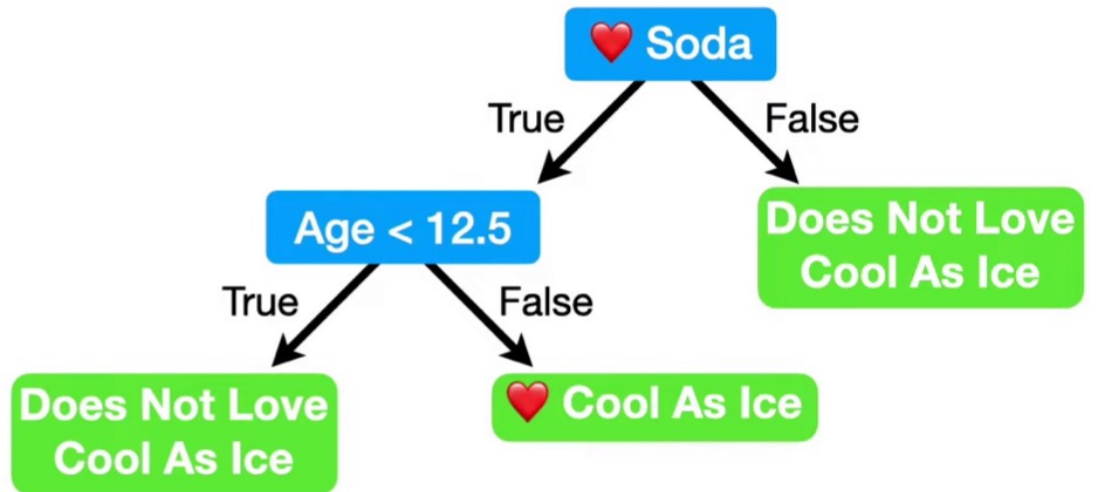 ❤️ Soda
True
False
Age < 12.5
Does Not Love
Cool As Ice
True
False
Does Not Love
Cool As Ice
❤️ Cool As Ice